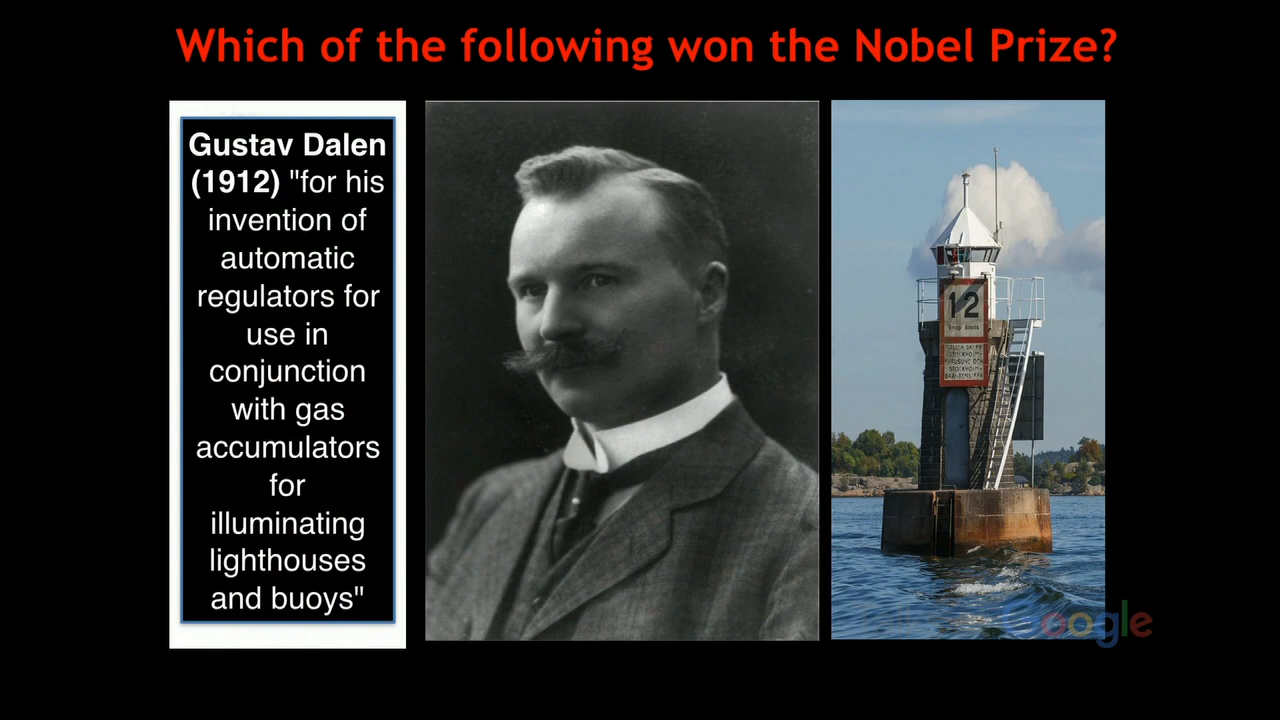 Which of the following won the Nobel Prize?
Gustav Dalen
(1912) "for his
invention of
automatic
regulators for
use in
conjunction
with gas
accumulators
for
illuminating
lighthouses
and buoys"
12
Google